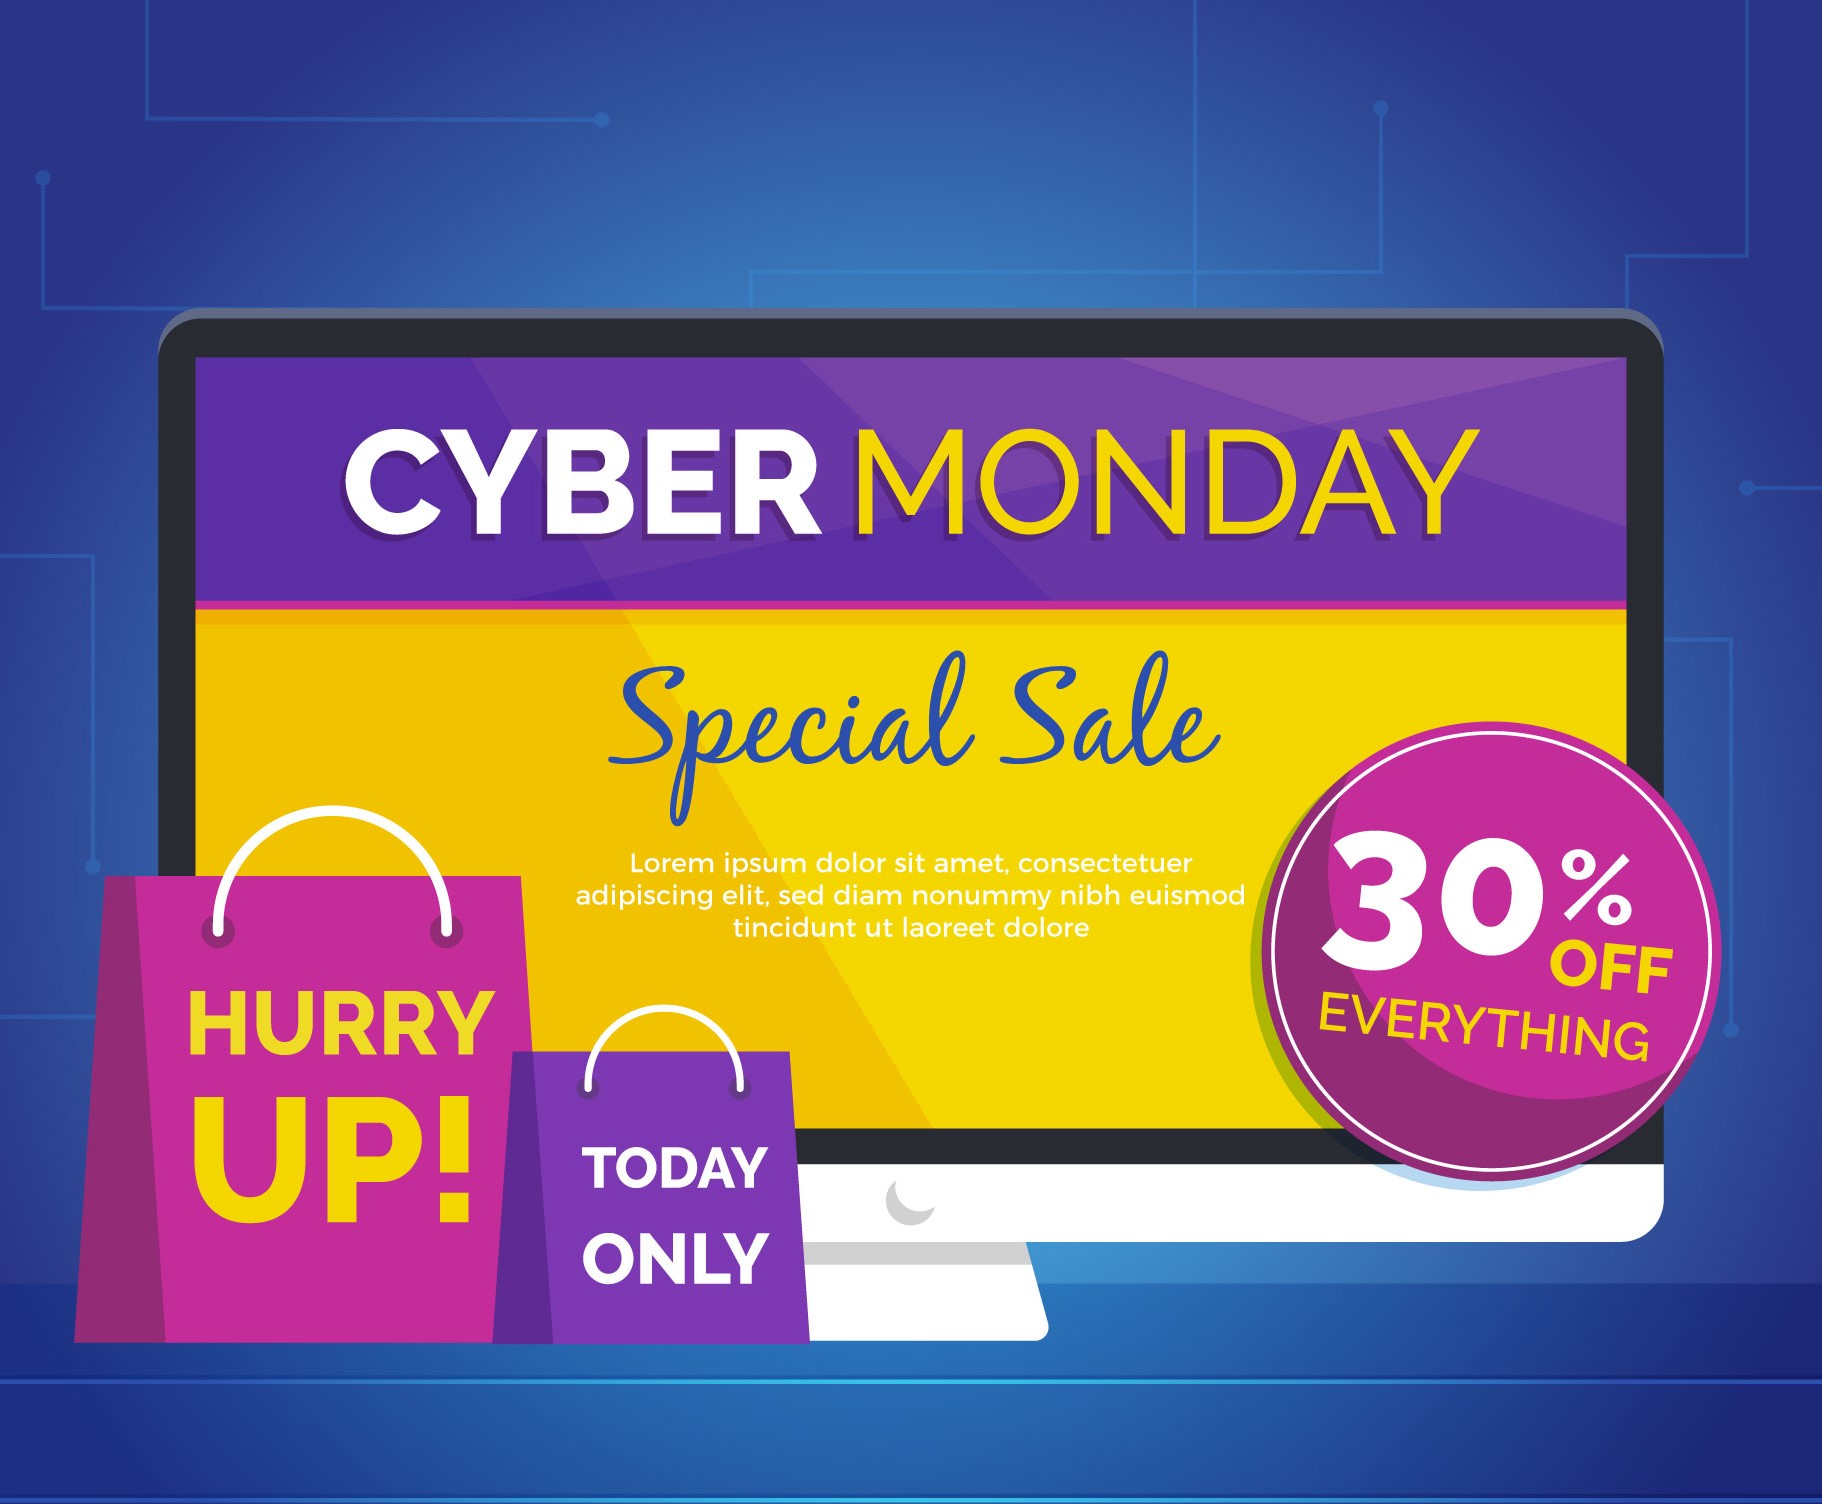 CYBER MONDAY
Special Sale
Lorem ipsum dolor sit amet, consectetuer
adipiscing elit, sed diam nonummy nibh euismod
tincidunt ut laoreet dolore
30%
OFF
EVERYTHING
HURRY
UP!
TODAY
ONLY